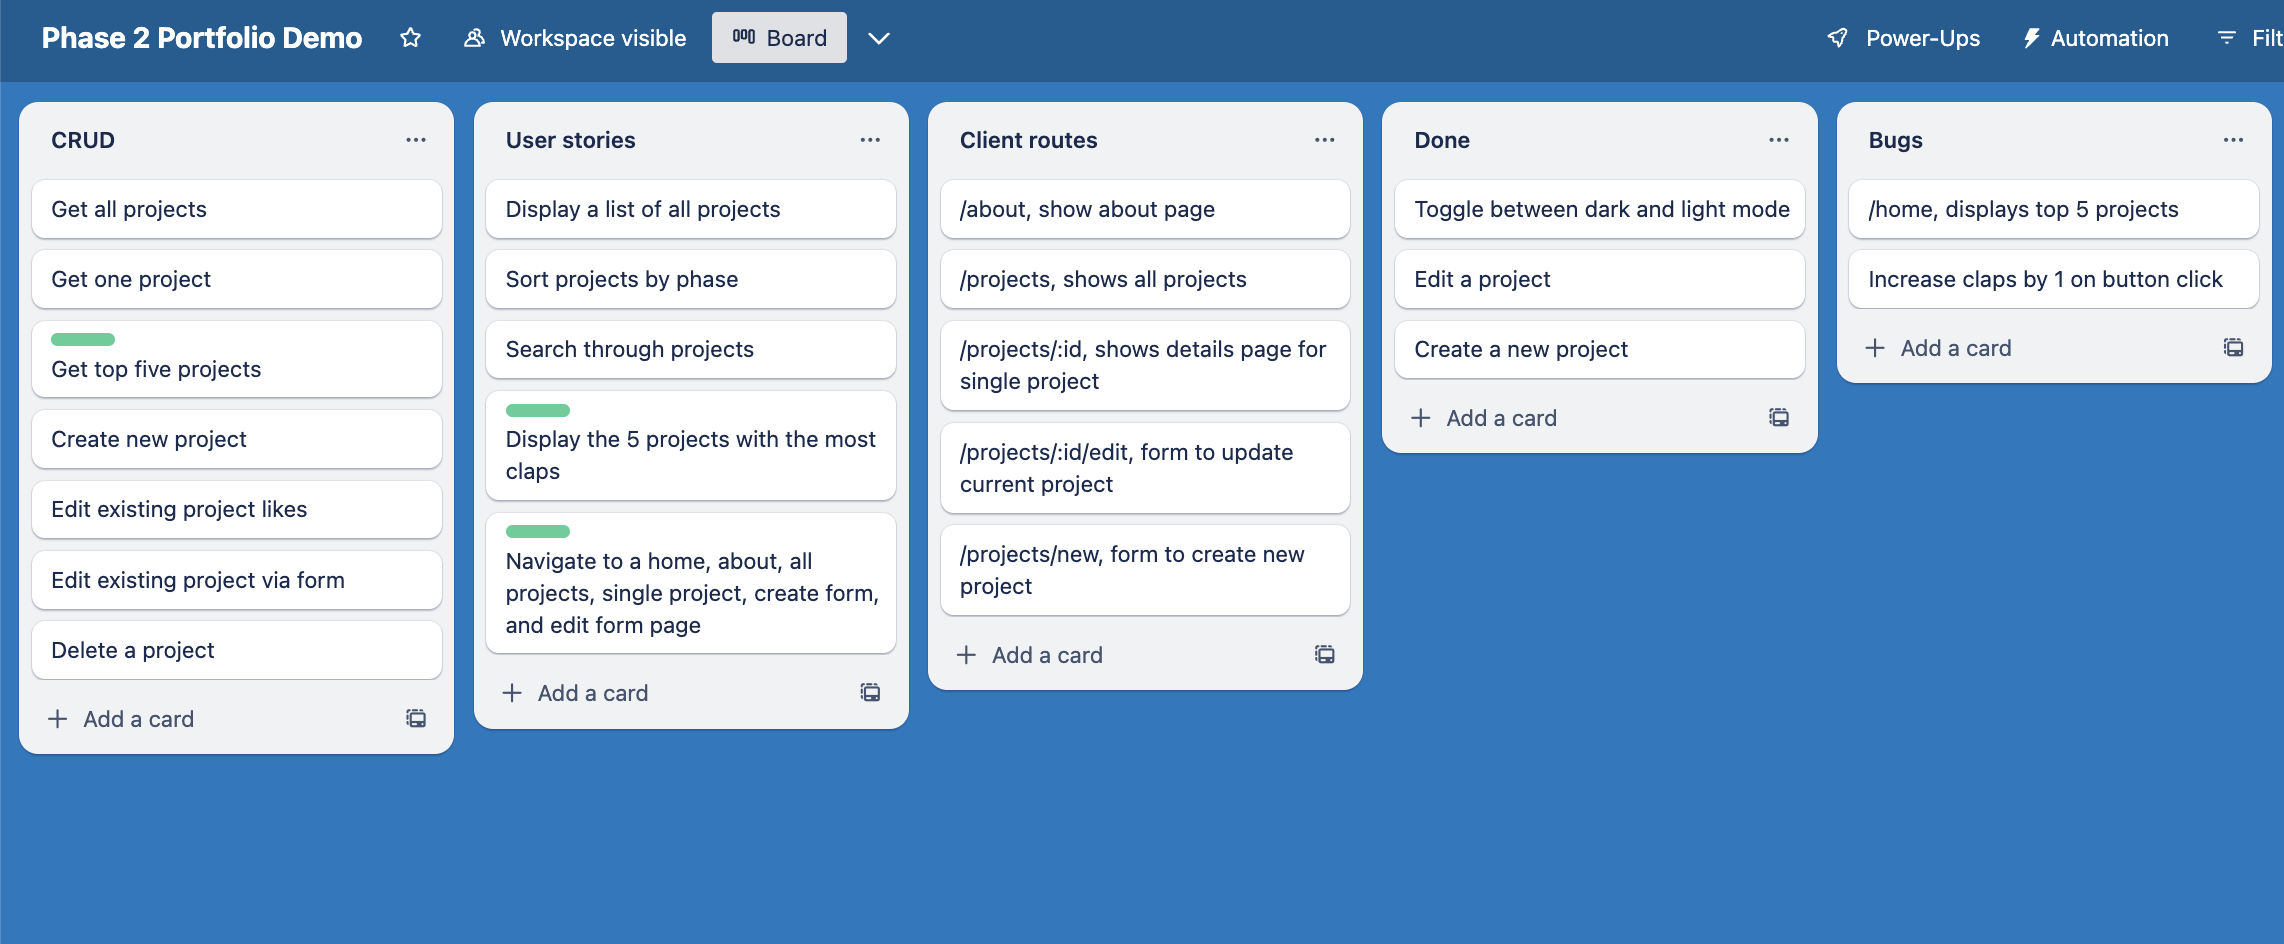 Phase 2 Portfolio Demo
Workspace visible
Board
Power-Ups
Automation
Filt
CRUD
Get all projects
Get one project
Get top five projects
Create new project
Edit existing project likes
Edit existing project via form
Delete a project
Add a card
User stories
Display a list of all projects
Sort projects by phase
Search through projects
Display the 5 projects with the most
claps
Navigate to a home, about, all
projects, single project, create form,
and edit form page
Add a card
Client routes
/about, show about page
/projects, shows all projects
/projects/:id, shows details page for
single project
/projects/:id/edit, form to update
current project
/projects/new, form to create new
project
Add a card
Done
Toggle between dark and light mode
Edit a project
Create a new project
Add a card
Bugs
/home, displays top 5 projects
Increase claps by 1 on button click
Add a card